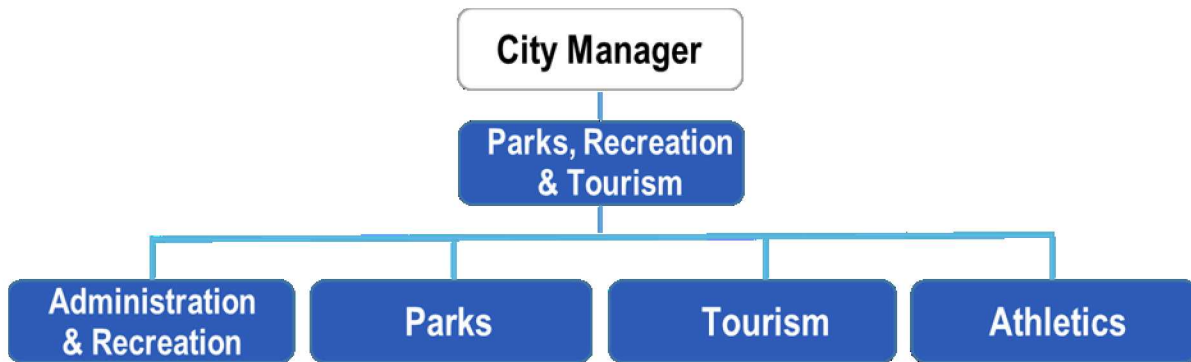 City Manager
Parks, Recreation
& Tourism
Administration
& Recreation
Parks
Tourism
Athletics